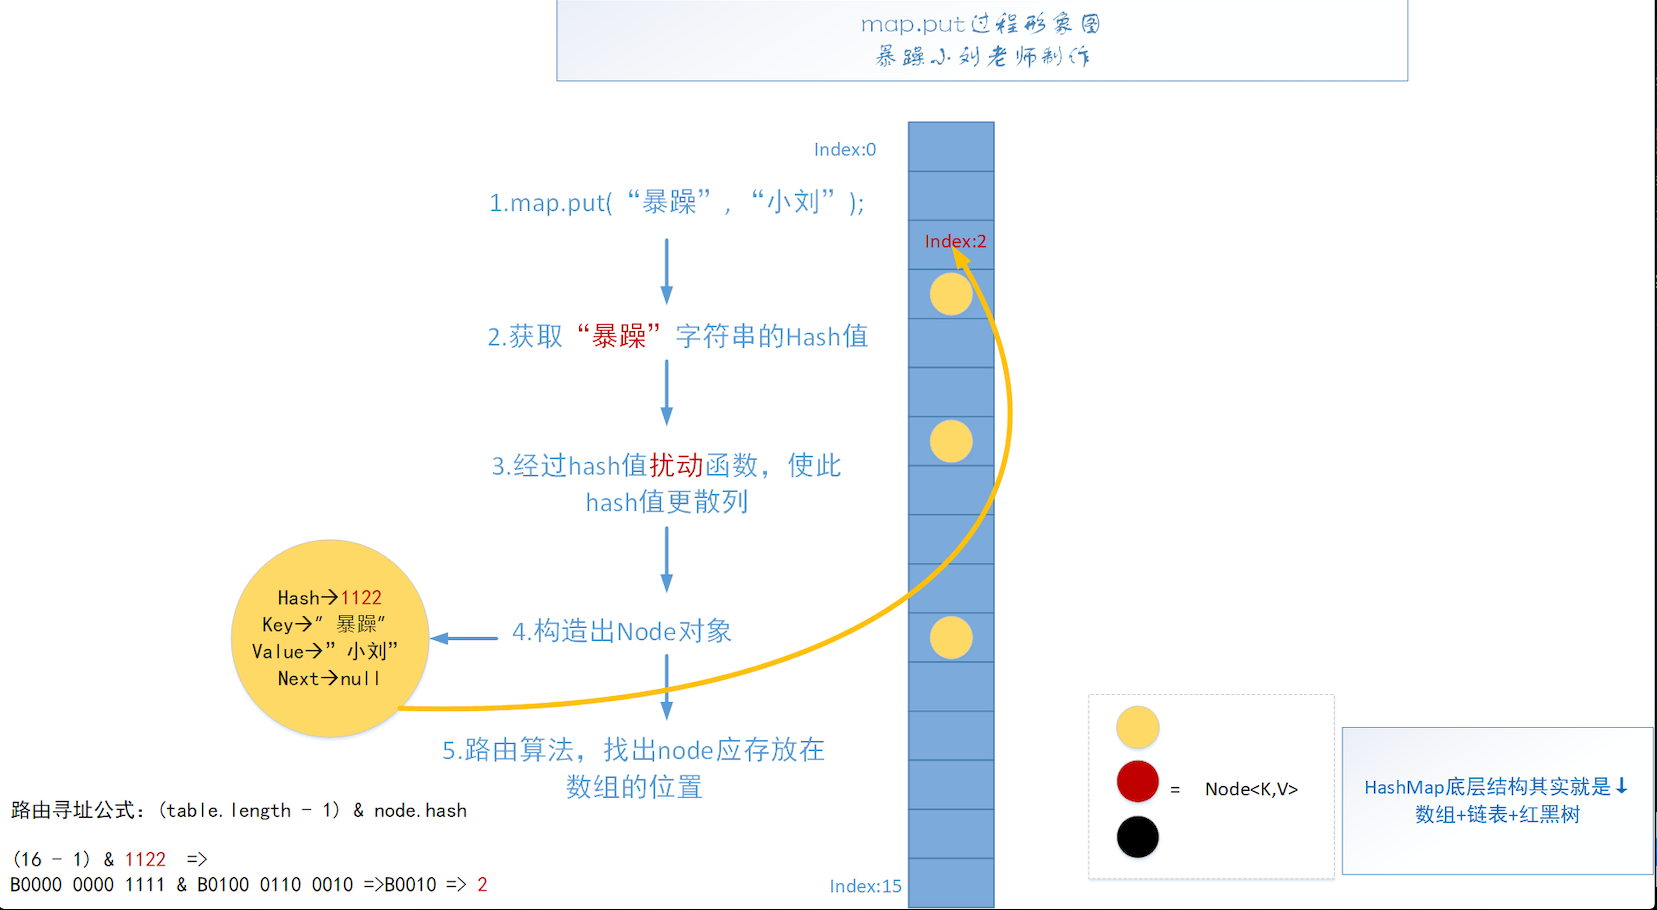 map.put过程形象图
暴躁小刘老师制作
Index:0
1.map.put(“暴躁”,“小刘”);
Index:2
2.获取“暴躁”字符串的Hash值
3.经过hash值扰动函数，使此
hash值更散列
Hash→1122
Key→”暴躁”
Value→”小刘”
Next→null
4.构造出Node对象
5.路由算法，找出node应存放在
数组的位置
路由寻址公式：(table.length - 1) & node.hash
(16 - 1) & 1122 =>
B0000 0000 1111 & B0100 0110 0010 =>B0010 => 2
Index:15
= Node<K,V>
HashMap底层结构其实就是↓
数组+链表+红黑树